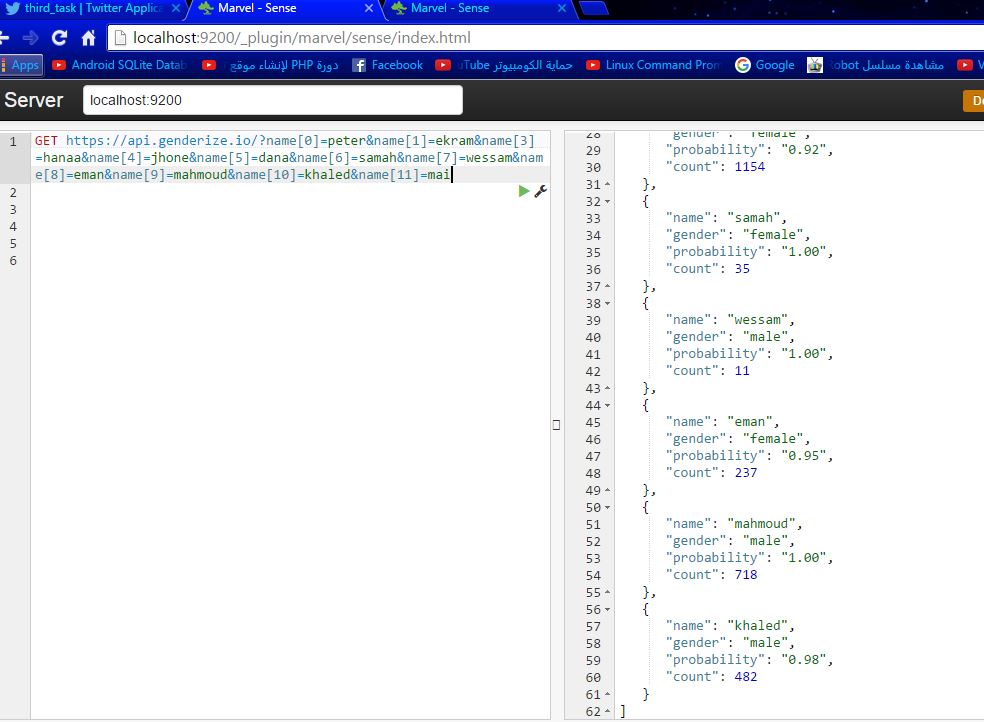 third_task | Twitter Applica
Marvel - Sense
Marvel - Sense
localhost:9200/_plugin/marvel/sense/index.html
Apps
Android SQLite Datab
دورة PHP لإنشاء موقع
Facebook
حماية الكومبيوتر uTube
Linux Command Prom
Google
مشاهدة مسلسل Robot
Server
localhost:9200
De
1 GET https://api.genderize.io/?name[0]=peter&name[1]=ekram&name[3]
=hanaa&name[4]=jhone&name[5]=dana&name[6]=samah&name[7]=wessam&nam
e[8]=eman&name[9]=mahmoud&name[10]=khaled&name[11]=mai
2
3
4
5
6
28 "gender": "female",
29 "probability": "0.92",
30 "count": 1154
31 },
32 {
33 "name": "samah",
34 "gender": "female",
35 "probability": "1.00",
36 "count": 35
37 },
38 {
39 "name": "wessam",
40 "gender": "male",
41 "probability": "1.00",
42 "count": 11
43 },
44 {
45 "name": "eman",
46 "gender": "female",
47 "probability": "0.95",
48 "count": 237
49 },
50 {
51 "name": "mahmoud",
52 "gender": "male",
53 "probability": "1.00",
54 "count": 718
55 },
56 {
57 "name": "khaled",
58 "gender": "male",
59 "probability": "0.98",
60 "count": 482
61 }
62 ]